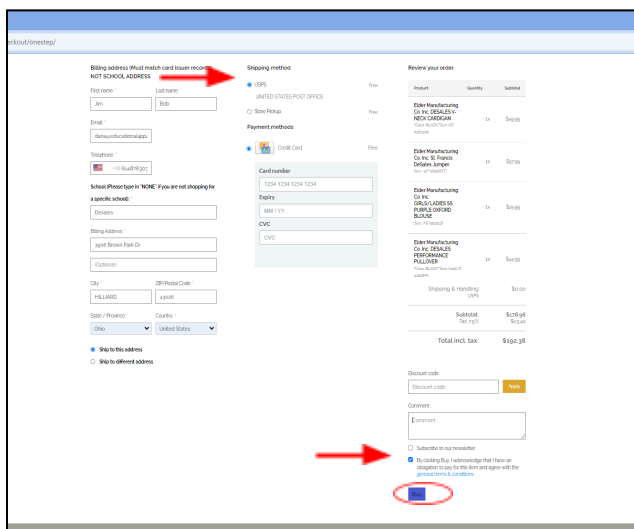 eckout/onestep/
Billing address (Must match card issuer records)
NOT SCHOOL ADDRESS
First name *
Last name *
Jim
Bob
Email *
Telephone *
School (Please type in "NONE" if you are not shopping for
a specific school) *
Desales
Billing Address *
3928 Brown Park Dr
(Optional)
City *
ZIP/Postal Code *
HILLIARD
43026
State / Province *
Country *
Ohio
United States
Ship to this address
Ship to different address
Shipping method
USPS
Free
UNITED STATES POST OFFICE
Store Pickup
Free
Payment methods
Credit Card
Free
Card number
1234 1234 1234 1234
Expiry
MM / YY
CVC
CVC
Review your order
Product
Quantity
Subtotal
Elder Manufacturing
Co. Inc. DESALES V-
NECK CARDIGAN
1x
$49.99
Elder Manufacturing
Co. Inc. St. Francis
DeSales Jumper
1x
Elder Manufacturing
Co. Inc.
GIRLS/LADIES SS
PURPLE OXFORD
BLOUSE
1x
Elder Manufacturing
Co. Inc. DESALES
PERFORMANCE
PULLOVER
1x
Shipping & Handling
$0.00
USPS
Subtotal
$178.96
Tax 7.5%
$13.42
Total incl. tax:
$192.38
Discount code
Discount code
Apply
Comment
Comment
Subscribe to our newsletter
By clicking Buy, I acknowledge that I have an
obligation to pay for this item and agree with the
general terms & conditions
Buy